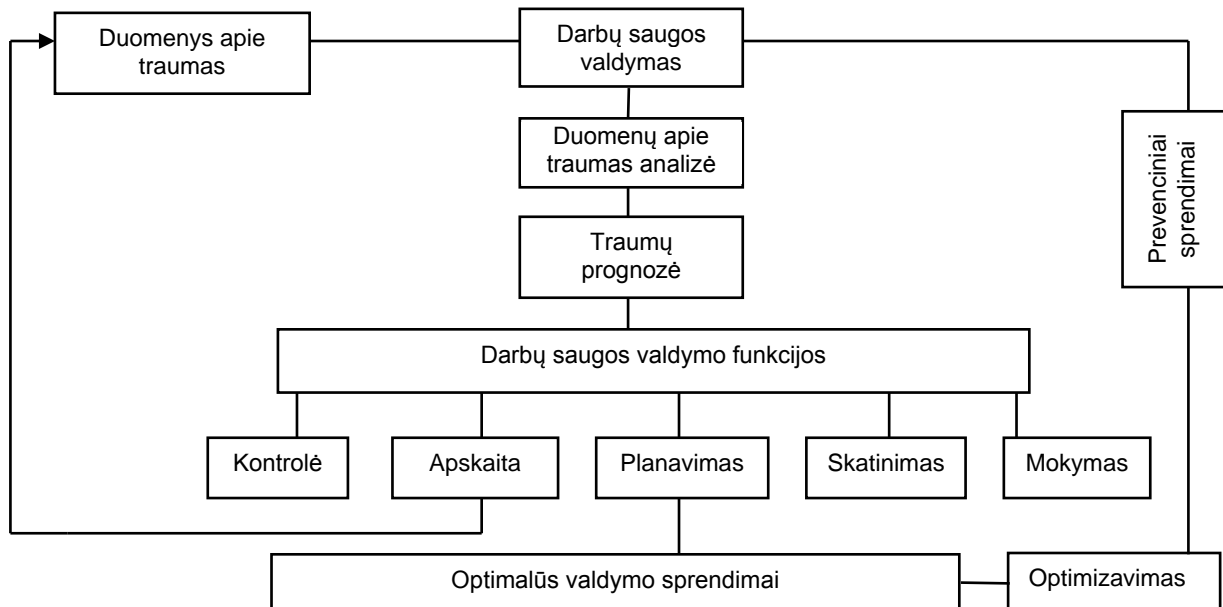 Duomenys apie
traumas
Darbų saugos
valdymas
Duomenų apie
traumas analizė
Prevenciniai
sprendimai
Traumų
prognozė
Darbų saugos valdymo funkcijos
Kontrolė
Apskaita
Planavimas
Skatinimas
Mokymas
Optimalūs valdymo sprendimai
Optimizavimas